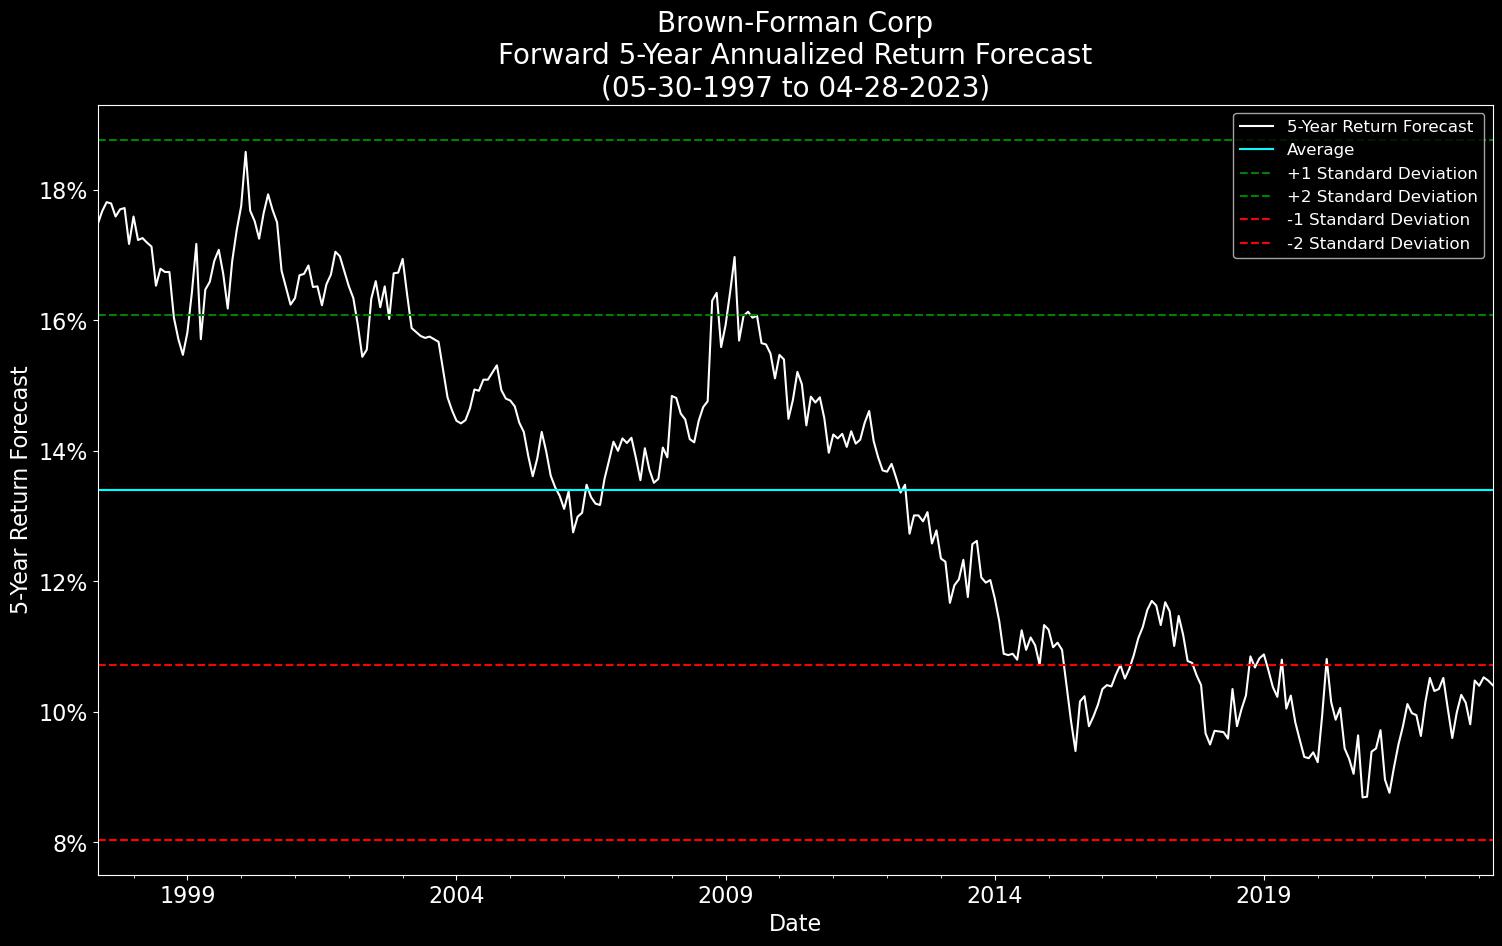 Brown-Forman Corp
Forward 5-Year Annualized Return Forecast
(05-30-1997 to 04-28-2023)
5-Year Return Forecast
Average
+1 Standard Deviation
+2 Standard Deviation
-1 Standard Deviation
-2 Standard Deviation
5-Year Return Forecast
18%
16%
14%
12%
10%
8%
1999
2004
2009
2014
2019
Date